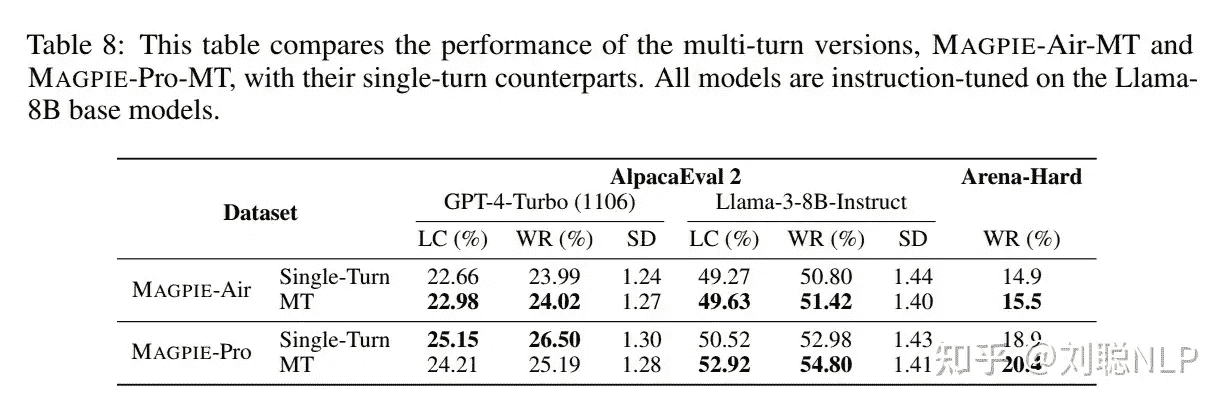 Table 8: This table compares the performance of the multi-turn versions, MAGPIE-Air-MT and
MAGPIE-Pro-MT, with their single-turn counterparts. All models are instruction-tuned on the Llama-
8B base models.
Dataset AlpacaEval 2 Arena-Hard
GPT-4-Turbo (1106) Llama-3-8B-Instruct
LC (%) WR (%) SD LC (%) WR (%) SD WR (%)
MAGPIE-Air Single-Turn 22.66 23.99 1.24 49.27 50.80 1.44 14.9
MT 22.98 24.02 1.27 49.63 51.42 1.40 15.5
MAGPIE-Pro Single-Turn 25.15 26.50 1.30 50.52 52.98 1.43 18.9
MT 24.21 25.19 1.28 52.92 54.80 1.41 20.4
知乎 @刘聪NLP